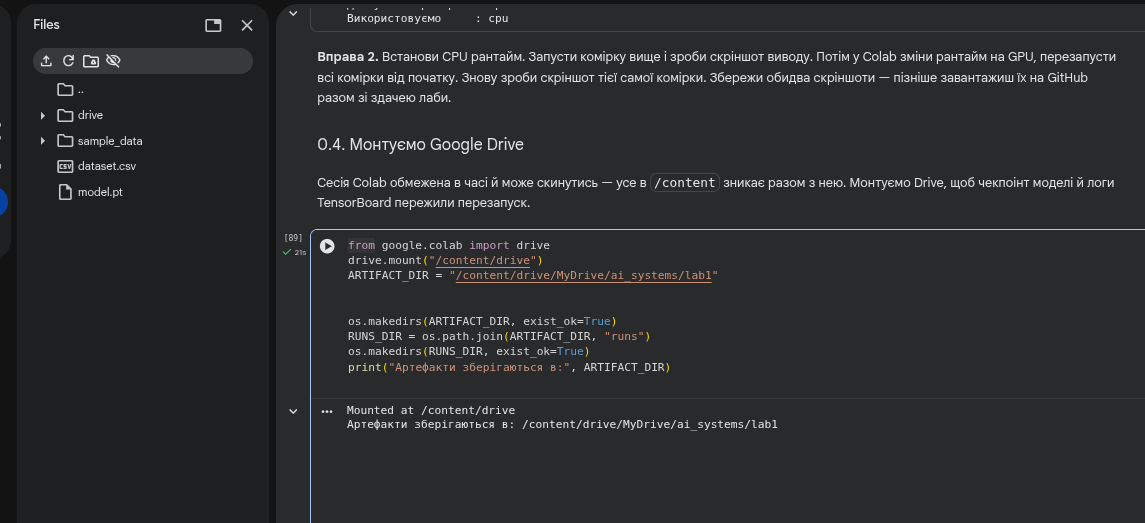 Files
..
drive
sample_data
dataset.csv
model.pt
Використовуємо : cpu
Вправа 2. Встанови CPU рантайм. Запусти комірку вище і зроби скріншот виводу. Потім у Colab зміни рантайм на GPU, перезапусти
всі комірки від початку. Знову зроби скріншот тієї самої комірки. Збережи обидва скріншоти — пізніше завантажиш їх на GitHub
разом зі здачею лаби.
0.4. Монтуємо Google Drive
Сесія Colab обмежена в часі й може скинутись — усе в /content зникає разом з нею. Монтуємо Drive, щоб чекпоінт моделі й логи
TensorBoard пережили перезапуск.
[89]
21s
from google.colab import drive
drive.mount("/content/drive")
ARTIFACT_DIR = "/content/drive/MyDrive/ai_systems/lab1"
os.makedirs(ARTIFACT_DIR, exist_ok=True)
RUNS_DIR = os.path.join(ARTIFACT_DIR, "runs")
os.makedirs(RUNS_DIR, exist_ok=True)
print("Артефакти зберігаються в:", ARTIFACT_DIR)
Mounted at /content/drive
Артефакти зберігаються в: /content/drive/MyDrive/ai_systems/lab1